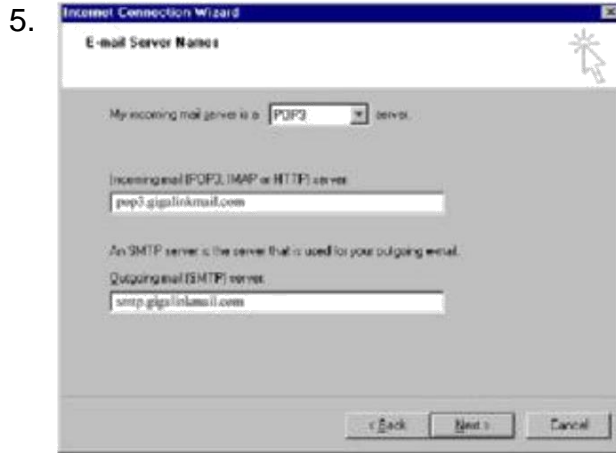 5.
Internet Connection Wizard
E-mail Server Names
My incoming mail server is a POP3 server.
Incoming mail (POP3, IMAP or HTTP) server:
pop3.gigalinkmail.com
An SMTP server is the server that is used for your outgoing e-mail.
Outgoing mail (SMTP) server:
smtp.gigalinkmail.com
< Back Next > Cancel